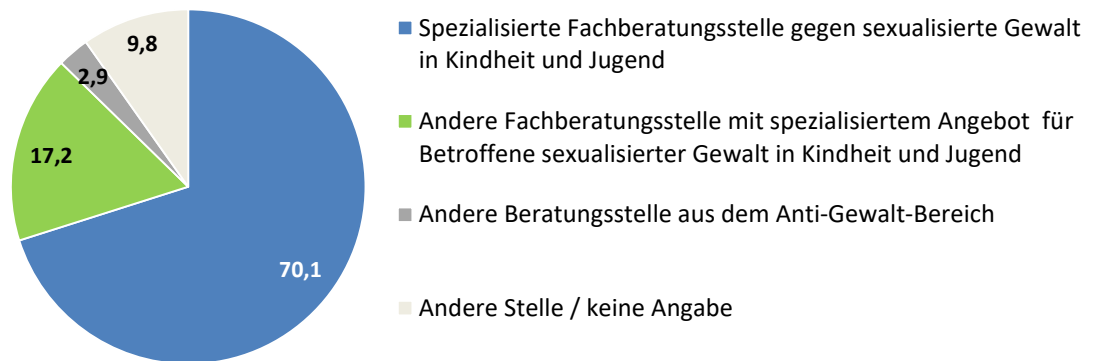 9,8
2,9
17,2
70,1
Spezialisierte Fachberatungsstelle gegen sexualisierte Gewalt
in Kindheit und Jugend
Andere Fachberatungsstelle mit spezialisiertem Angebot für
Betroffene sexualisierter Gewalt in Kindheit und Jugend
Andere Beratungsstelle aus dem Anti-Gewalt-Bereich
Andere Stelle / keine Angabe